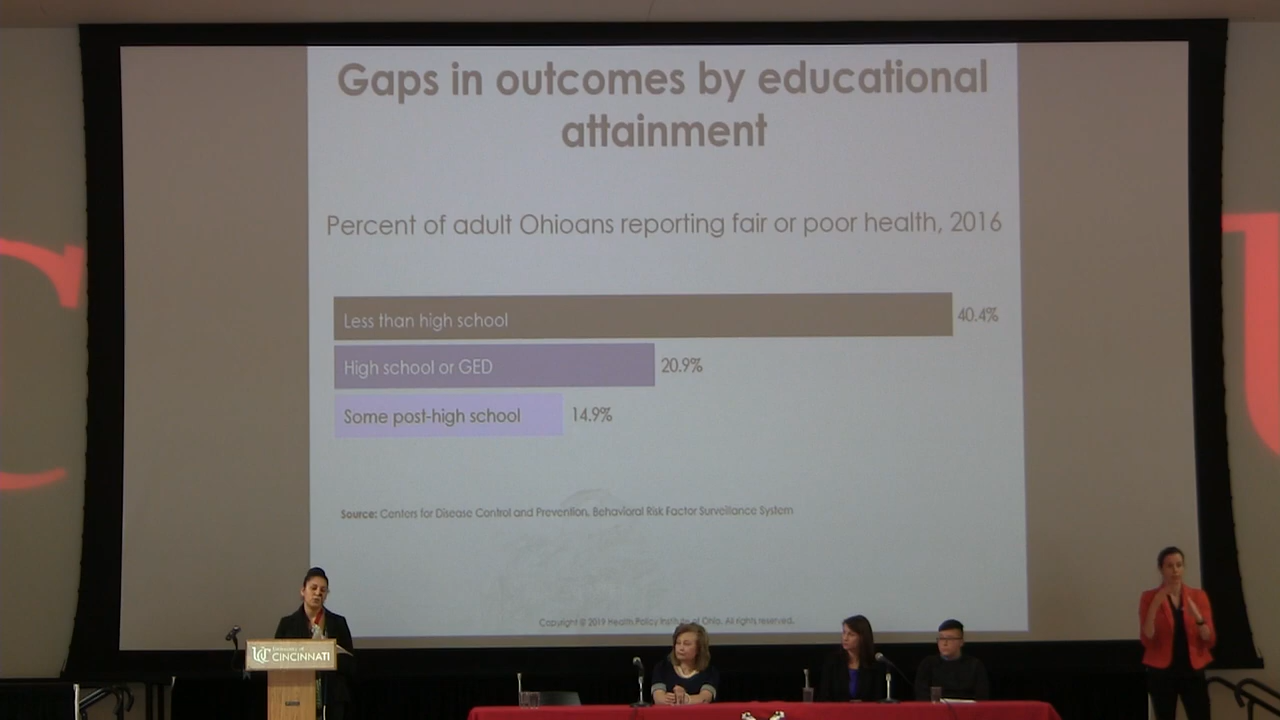 Gaps in outcomes by educational
attainment
Percent of adult Ohioans reporting fair or poor health, 2016
Less than high school 40.4%
High school or GED 20.9%
Some post-high school 14.9%
Source: Centers for Disease Control and Prevention, Behavioral Risk Factor Surveillance System
Copyright © 2019 Health Policy Institute of Ohio. All rights reserved.
C
U
UC University of
CINCINNATI